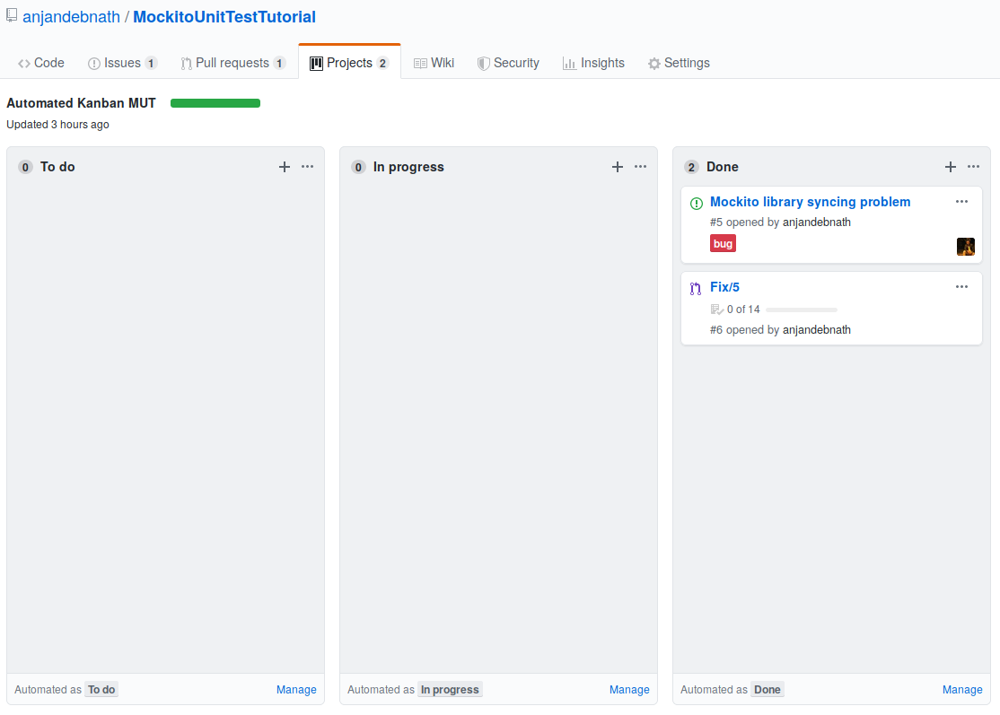 anjandebnath / MockitoUnitTestTutorial
Code Issues 1 Pull requests 1 Projects 2 Wiki Security Insights Settings
Automated Kanban MUT
Updated 3 hours ago
0 To do
Automated as To do Manage
0 In progress
Automated as In progress Manage
2 Done
Mockito library syncing problem
#5 opened by anjandebnath
bug
Fix/5
0 of 14
#6 opened by anjandebnath
Automated as Done Manage